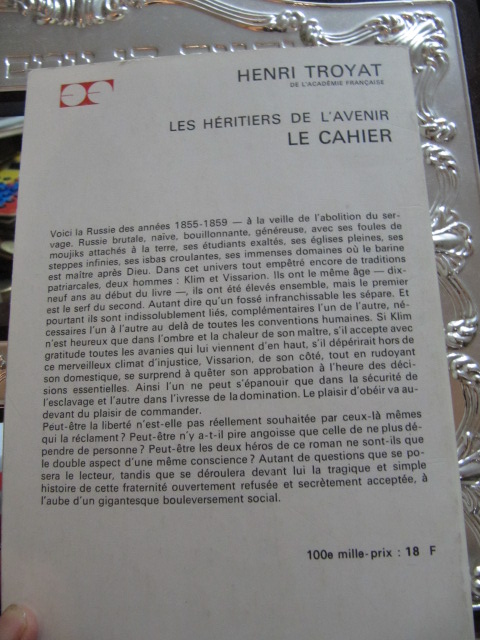 HENRI TROYAT
DE L'ACADÉMIE FRANÇAISE
LES HÉRITIERS DE L'AVENIR
LE CAHIER
Voici la Russie des années 1855-1859 — à la veille de l'abolition du ser-
vage. Russie brutale, naïve, bouillonnante, généreuse, avec ses foules de
moujiks attachés à la terre, ses étudiants exaltés, ses églises pleines, ses
steppes infinies, ses isbas croulantes, ses immenses domaines où le barine
est maître après Dieu. Dans cet univers tout empêtré encore de traditions
patriarcales, deux hommes : Klim et Vissarion. Ils ont le même âge — dix-
neuf ans au début du livre —, ils ont été élevés ensemble, mais le premier
est le serf du second. Autant dire qu'un fossé infranchissable les sépare. Et
pourtant ils sont indissolublement liés, complémentaires l'un de l'autre, né-
cessaires l'un à l'autre au delà de toutes les conventions humaines. Si Klim
n'est heureux que dans l'ombre et la chaleur de son maître, s'il accepte avec
gratitude toutes les avanies qui lui viennent d'en haut, s'il dépérirait hors de
ce merveilleux climat d'injustice, Vissarion, de son côté, tout en rudoyant
son domestique, se surprend à quêter son approbation à l'heure des déci-
sions essentielles. Ainsi l'un ne peut s'épanouir que dans la sécurité de
l'esclavage et l'autre dans l'ivresse de la domination. Le plaisir d'obéir va au-
devant du plaisir de commander.
Peut-être la liberté n'est-elle pas réellement souhaitée par ceux-là mêmes
qui la réclament? Peut-être n'y a-t-il pire angoisse que celle de ne plus dé-
pendre de personne? Peut-être les deux héros de ce roman ne sont-ils que
le double aspect d'une même conscience? Autant de questions que se po-
sera le lecteur, tandis que se déroulera devant lui la tragique et simple
histoire de cette fraternité ouvertement refusée et secrètement acceptée, à
l'aube d'un gigantesque bouleversement social.
100e mille-prix : 18 F